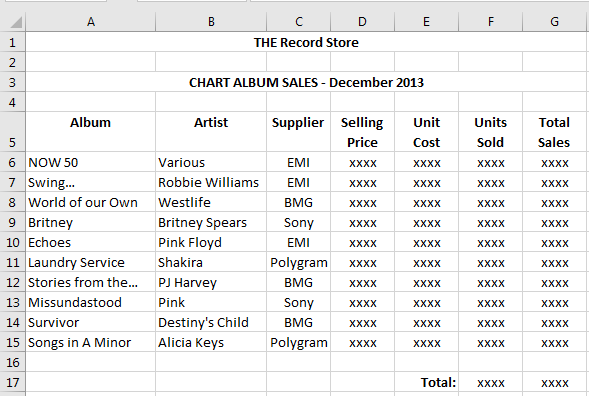 A B C D E F G
1 THE Record Store
2
3 CHART ALBUM SALES - December 2013
4
Album Artist Supplier Selling Unit Units Total
5 Price Cost Sold Sales
6 NOW 50 Various EMI xxxx xxxx xxxx xxxx
7 Swing... Robbie Williams EMI xxxx xxxx xxxx xxxx
8 World of our Own Westlife BMG xxxx xxxx xxxx xxxx
9 Britney Britney Spears Sony xxxx xxxx xxxx xxxx
10 Echoes Pink Floyd EMI xxxx xxxx xxxx xxxx
11 Laundry Service Shakira Polygram xxxx xxxx xxxx xxxx
12 Stories from the... PJ Harvey BMG xxxx xxxx xxxx xxxx
13 Missundastood Pink Sony xxxx xxxx xxxx xxxx
14 Survivor Destiny's Child BMG xxxx xxxx xxxx xxxx
15 Songs in A Minor Alicia Keys Polygram xxxx xxxx xxxx xxxx
16
17 Total: xxxx xxxx